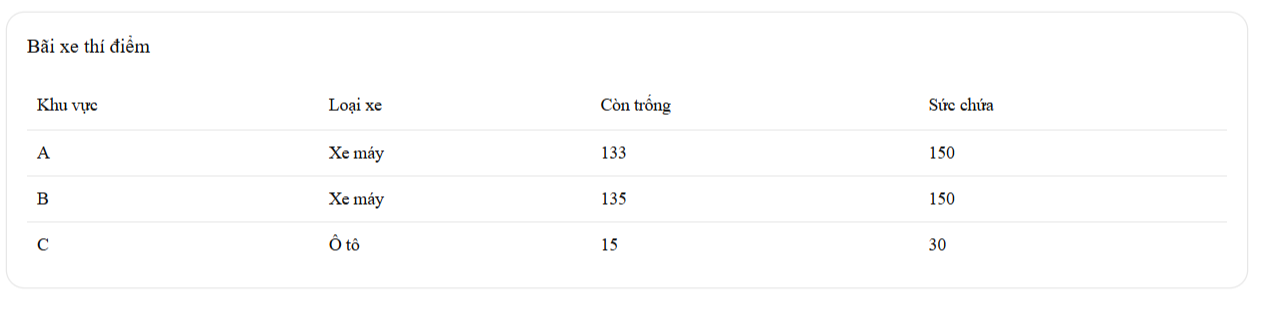 Bãi xe thí điểm
Khu vực Loại xe Còn trống Sức chứa
A Xe máy 133 150
B Xe máy 135 150
C Ô tô 15 30